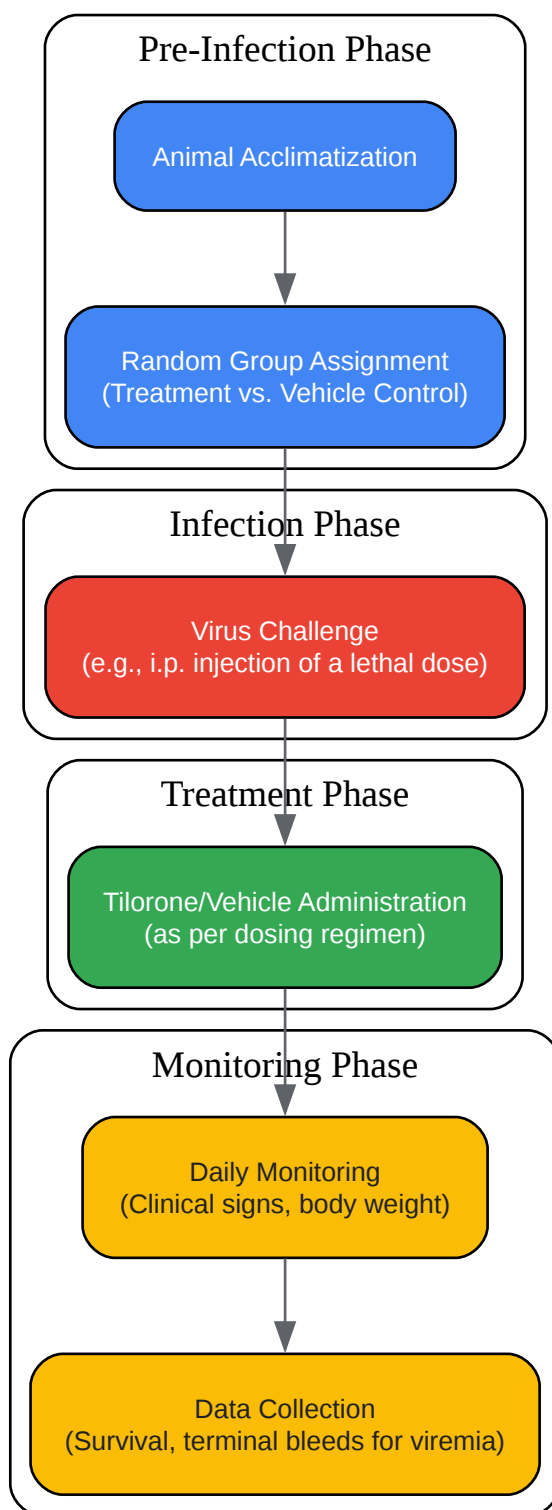 Pre-Infection Phase
Animal Acclimatization
Random Group Assignment
(Treatment vs. Vehicle Control)
Infection Phase
Virus Challenge
(e.g., i.p. injection of a lethal dose)
Treatment Phase
Tilorone/Vehicle Administration
(as per dosing regimen)
Monitoring Phase
Daily Monitoring
(Clinical signs, body weight)
Data Collection
(Survival, terminal bleeds for viremia)